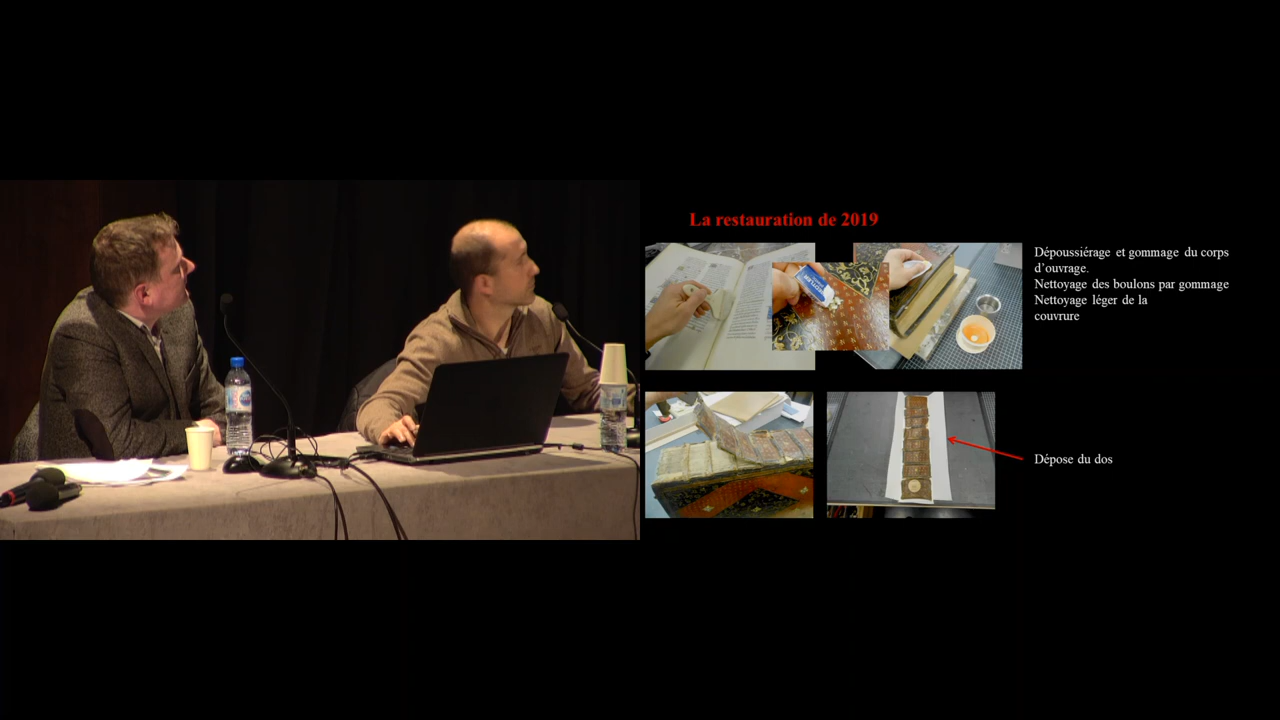 La restauration de 2019
Dépoussiérage et gommage du corps
d'ouvrage.
Nettoyage des boulons par gommage
Nettoyage léger de la
couvrure
Dépose du dos